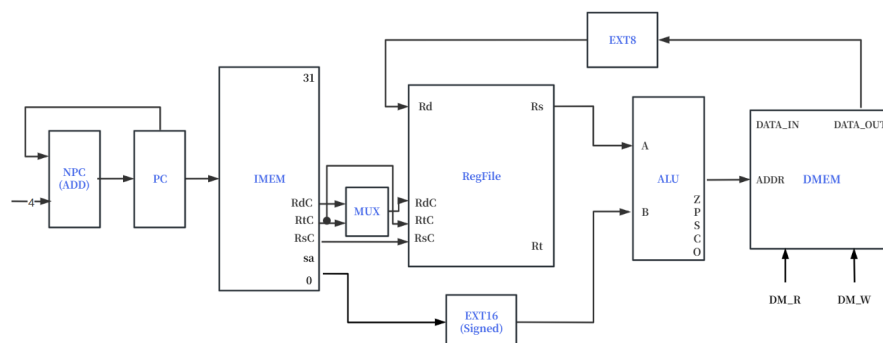 EXT8
31
Rd
Rs
DATA_IN
DATA_OUT
NPC
(ADD)
PC
IMEM
RegFile
A
ALU
ADDR
DMEM
4
RdC
RtC
RsC
sa
0
MUX
RdC
RtC
RsC
Rt
B
Z
P
S
C
O
EXT16
(Signed)
DM_R
DM_W